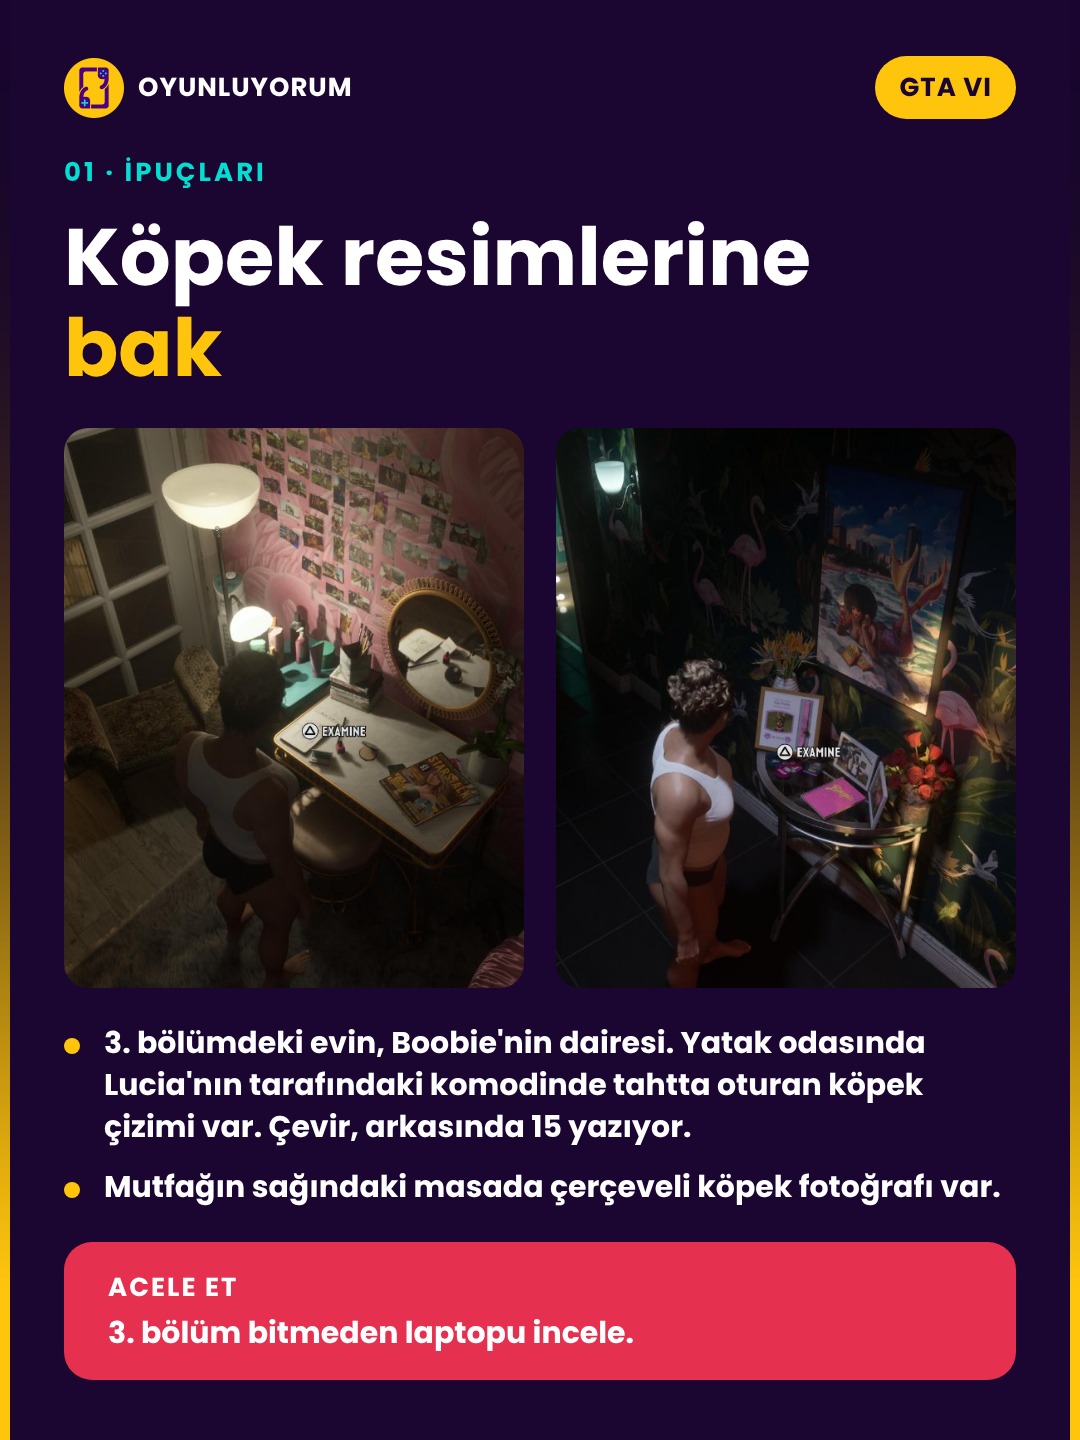 OYUNLUYORUM
GTA VI
01 · İPUÇLARI
Köpek resimlerine
bak
EXAMINE
EXAMINE
3. bölümdeki evin, Boobie'nin dairesi. Yatak odasında
Lucia'nın tarafındaki komodinde tahtta oturan köpek
çizimi var. Çevir, arkasında 15 yazıyor.
Mutfağın sağındaki masada çerçeveli köpek fotoğrafı var.
ACELE ET
3. bölüm bitmeden laptopu incele.